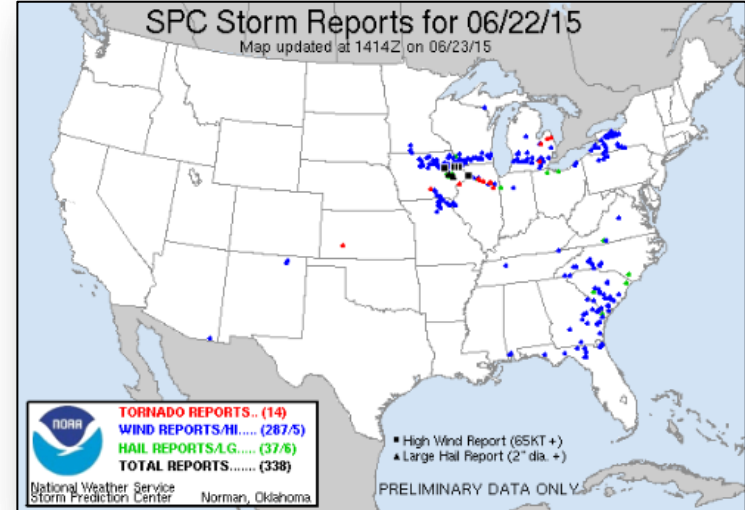 SPC Storm Reports for 06/22/15
Map updated at 1414Z on 06/23/15
NOAA
TORNADO REPORTS.. (14)
WIND REPORTS/HI..... (287/5)
HAIL REPORTS/LG..... (37/6)
TOTAL REPORTS....... (338)
National Weather Service
Storm Prediction Center Norman, Oklahoma
■ High Wind Report (65KT +)
▲ Large Hail Report (2" dia. +)
PRELIMINARY DATA ONLY